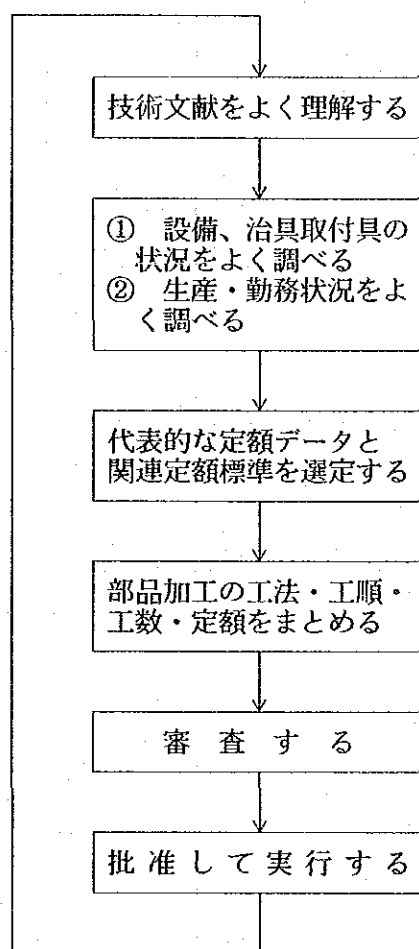 技術文献をよく理解する
① 設備、治具取付具の
状況をよく調べる
② 生産・勤務状況をよ
く調べる
代表的な定額データと
関連定額標準を選定する
部品加工の工法・工順・
工数・定額をまとめる
審査する
批准して実行する